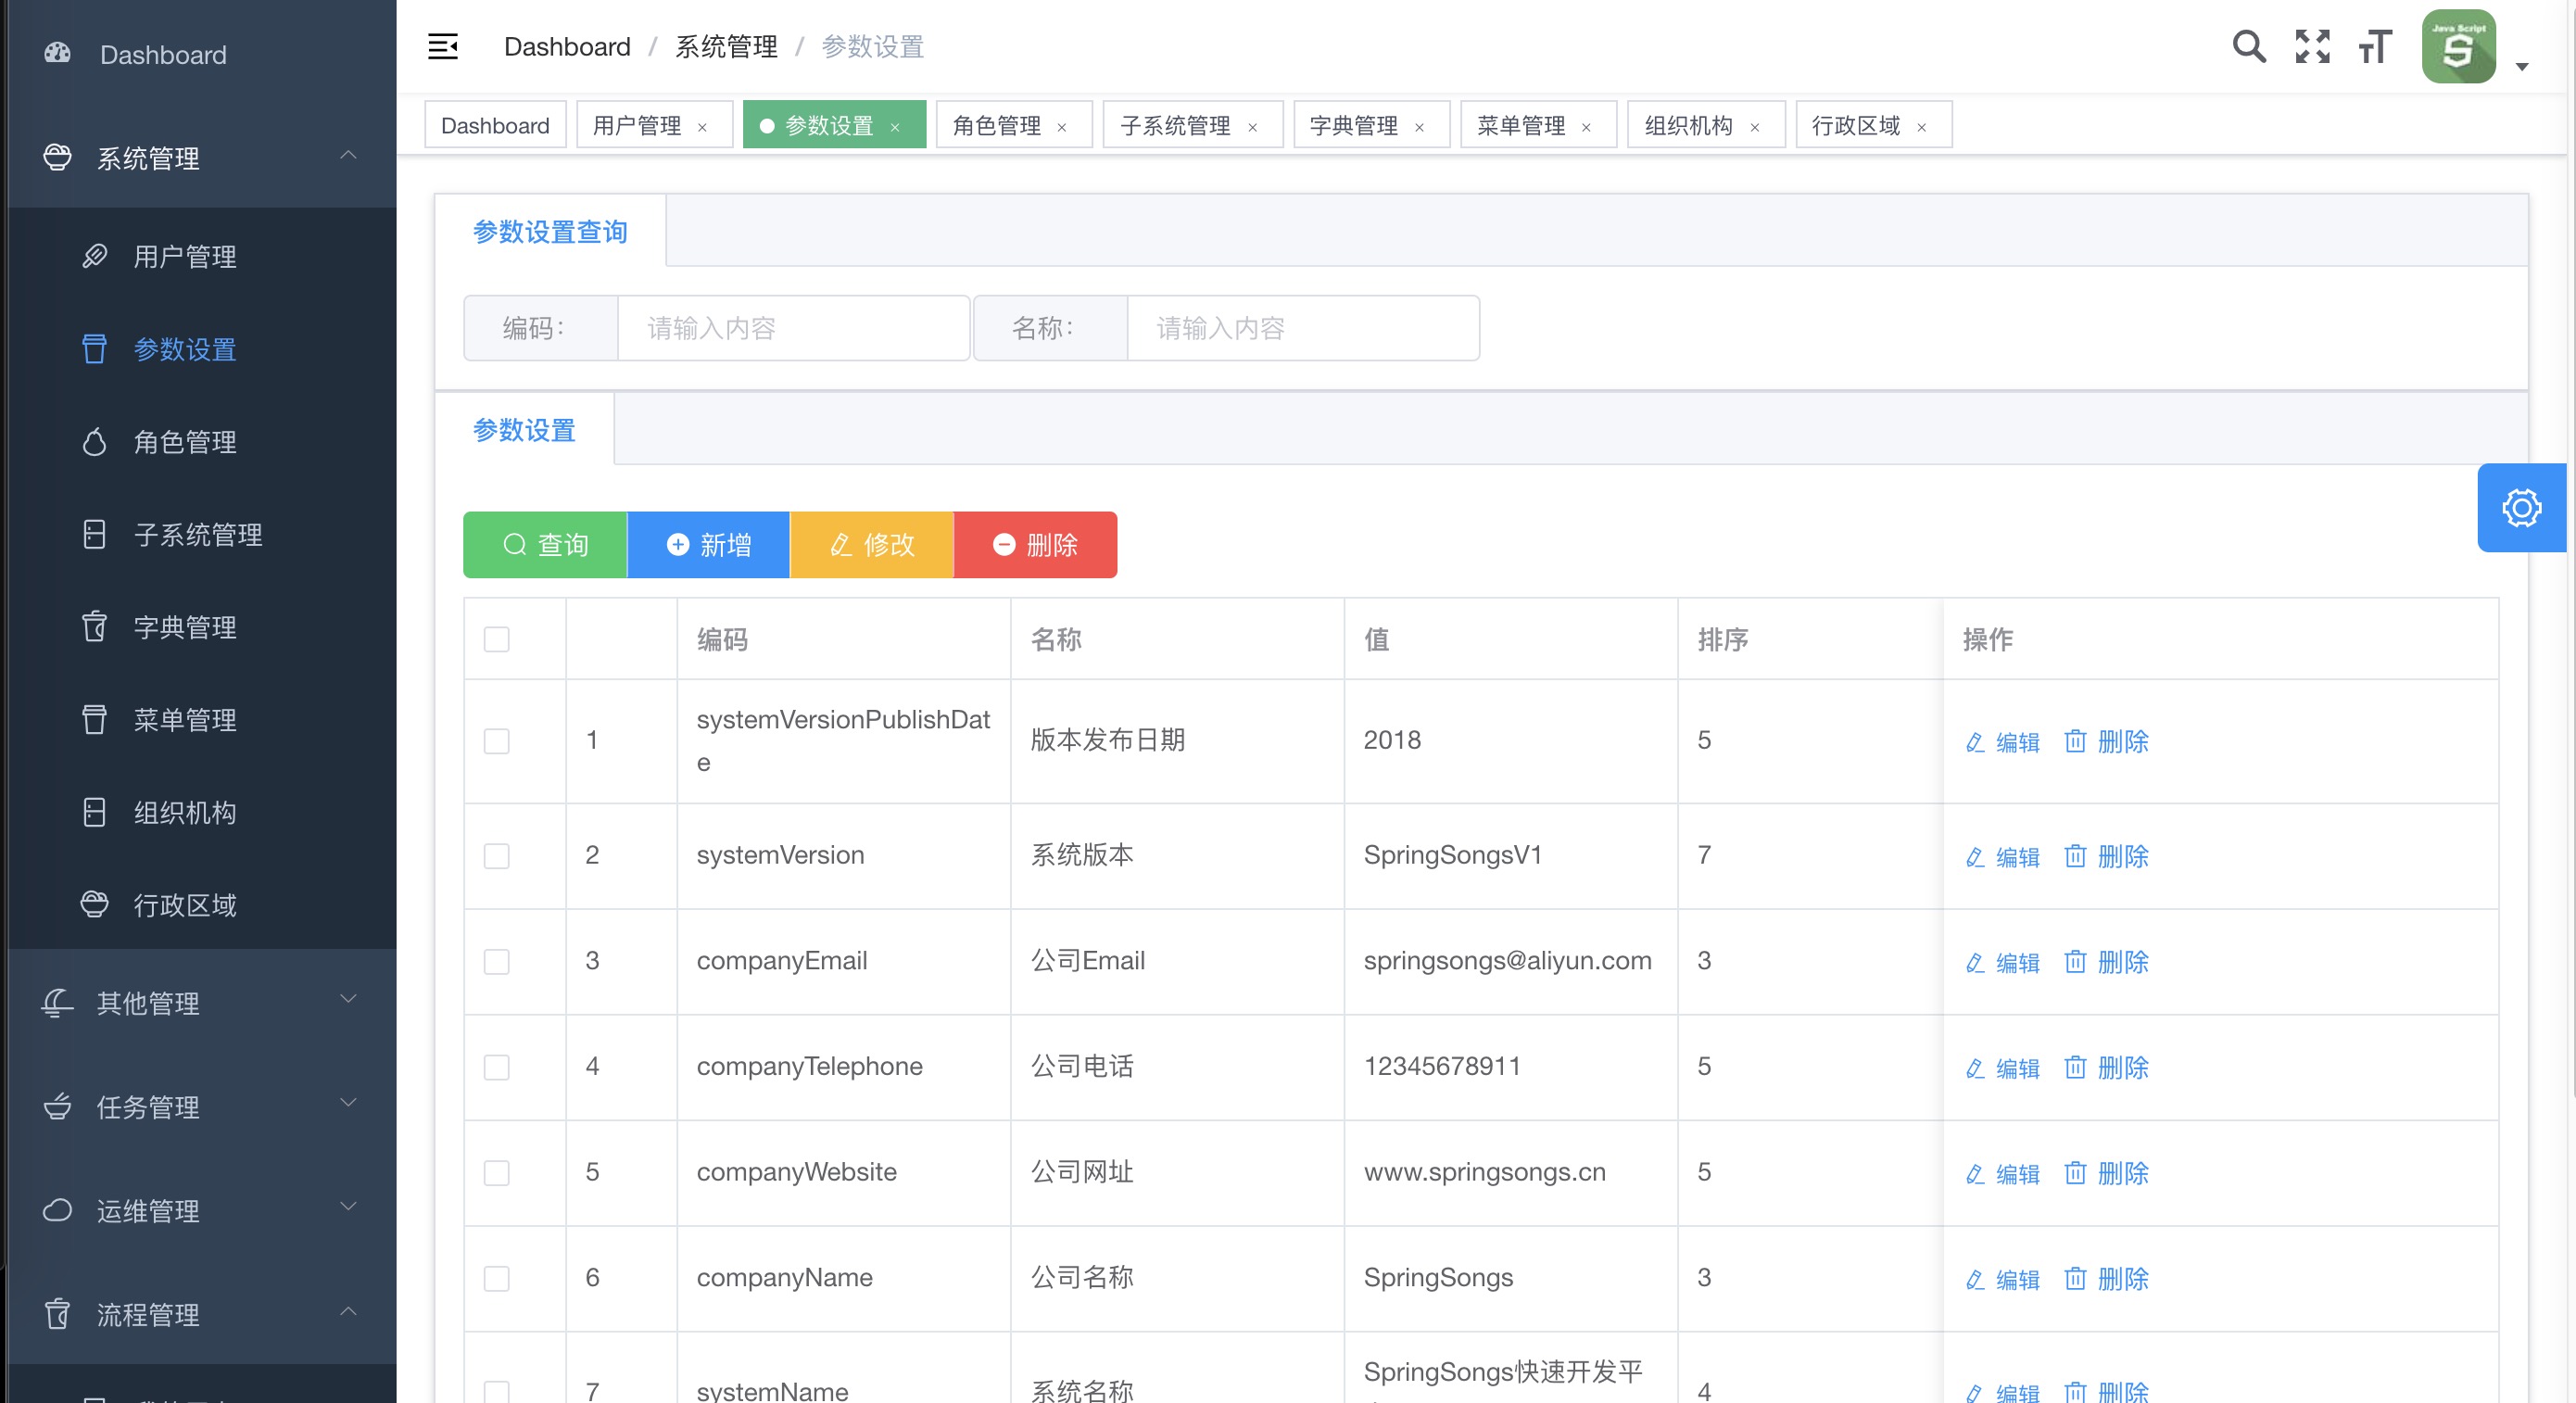 Dashboard
系统管理
用户管理
参数设置
角色管理
子系统管理
字典管理
菜单管理
组织机构
行政区域
其他管理
任务管理
运维管理
流程管理
Dashboard / 系统管理 / 参数设置
Java Script
S
Dashboard 用户管理 × 参数设置 × 角色管理 × 子系统管理 × 字典管理 × 菜单管理 × 组织机构 × 行政区域 ×
参数设置查询
编码： 请输入内容 名称： 请输入内容
参数设置
查询 新增 修改 删除
编码 名称 值 排序 操作
1 systemVersionPublishDat
e 版本发布日期 2018 5 编辑 删除
2 systemVersion 系统版本 SpringSongsV1 7 编辑 删除
3 companyEmail 公司Email springsongs@aliyun.com 3 编辑 删除
4 companyTelephone 公司电话 12345678911 5 编辑 删除
5 companyWebsite 公司网址 www.springsongs.cn 5 编辑 删除
6 companyName 公司名称 SpringSongs 3 编辑 删除
7 systemName 系统名称 SpringSongs快速开发平 4 编辑 删除